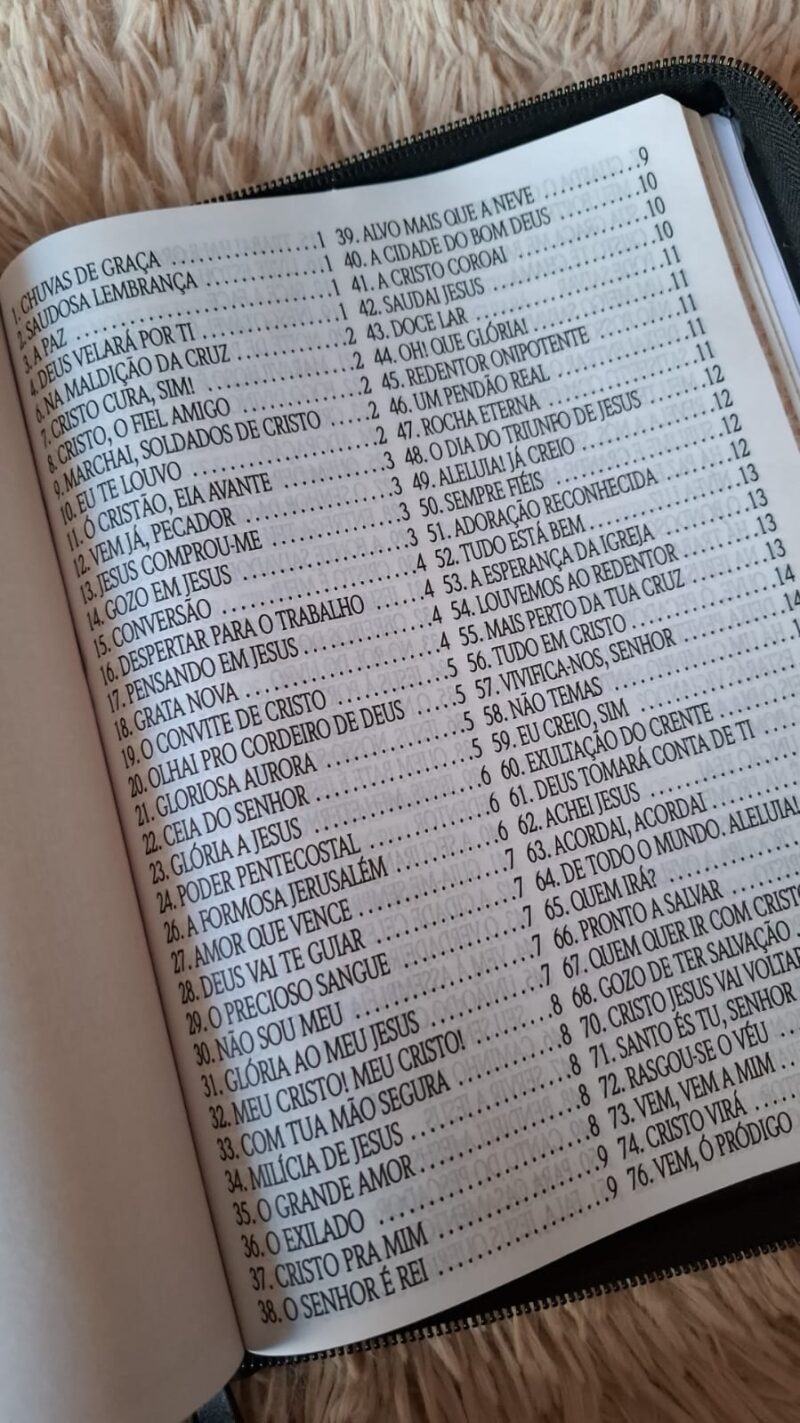 1. CHUVAS DE GRAÇA ..................1
2. SAUDOSA LEMBRANÇA ..............1
3. A PAZ ..............................1
4. DEUS VELARÁ POR TI ...............1
6. NA MALDIÇÃO DA CRUZ ............2
7. CRISTO CURA, SIM! .................2
8. CRISTO, O FIEL AMIGO .............2
9. MARCHAI, SOLDADOS DE CRISTO .....2
10. EU TE LOUVO .....................2
11. Ó CRISTÃO, EIA AVANTE ...........3
12. VEM JÁ, PECADOR .................3
13. JESUS COMPROU-ME ...............3
14. GOZO EM JESUS ..................3
15. CONVERSÃO ......................4
16. DESPERTAR PARA O TRABALHO ......4
17. PENSANDO EM JESUS ..............4
18. GRATA NOVA .....................4
19. O CONVITE DE CRISTO .............5
20. OLHAI PRO CORDEIRO DE DEUS .....5
21. GLORIOSA AURORA ................5
22. CEIA DO SENHOR .................5
23. GLÓRIA A JESUS ..................6
24. PODER PENTECOSTAL ..............6
26. A FORMOSA JERUSALÉM ............6
27. AMOR QUE VENCE ................7
28. DEUS VAI TE GUIAR ...............7
29. O PRECIOSO SANGUE ..............7
30. NÃO SOU MEU ...................7
31. GLÓRIA AO MEU JESUS ............7
32. MEU CRISTO! MEU CRISTO! .........8
33. COM TUA MÃO SEGURA ...........8
34. MILÍCIA DE JESUS .................8
35. O GRANDE AMOR .................8
36. O EXILADO ......................8
37. CRISTO PRA MIM .................9
38. O SENHOR É REI ..................9
39. ALVO MAIS QUE A NEVE ...........9
40. A CIDADE DO BOM DEUS .........10
41. A CRISTO COROAI ...............10
42. SAUDAI JESUS ..................10
43. DOCE LAR .....................11
44. OH! QUE GLÓRIA! ...............11
45. REDENTOR ONIPOTENTE ..........11
46. UM PENDÃO REAL ...............11
47. ROCHA ETERNA .................11
48. O DIA DO TRIUNFO DE JESUS .....12
49. ALELUIA! JÁ CREIO ..............12
50. SEMPRE FIÉIS ..................12
51. ADORAÇÃO RECONHECIDA .......12
52. TUDO ESTÁ BEM ................13
53. A ESPERANÇA DA IGREJA .........13
54. LOUVEMOS AO REDENTOR ........13
55. MAIS PERTO DA TUA CRUZ .......13
56. TUDO EM CRISTO ...............14
57. VIVIFICA-NOS, SENHOR ..........14
58. NÃO TEMAS ....................
59. EU CREIO, SIM ..................
60. EXULTAÇÃO DO CRENTE ..........
61. DEUS TOMARÁ CONTA DE TI ......
62. ACHEI JESUS ...................
63. ACORDAI, ACORDAI .............
64. DE TODO O MUNDO. ALELUIA!
65. QUEM IRÁ? ....................
66. PRONTO A SALVAR .............
67. QUEM QUER IR COM CRISTO
68. GOZO DE TER SALVAÇÃO .
70. CRISTO JESUS VAI VOLTAR
71. SANTO ÉS TU, SENHOR
72. RASGOU-SE O VÉU ....
73. VEM, VEM A MIM ....
74. CRISTO VIRÁ .......
76. VEM, Ó PRÓDIGO